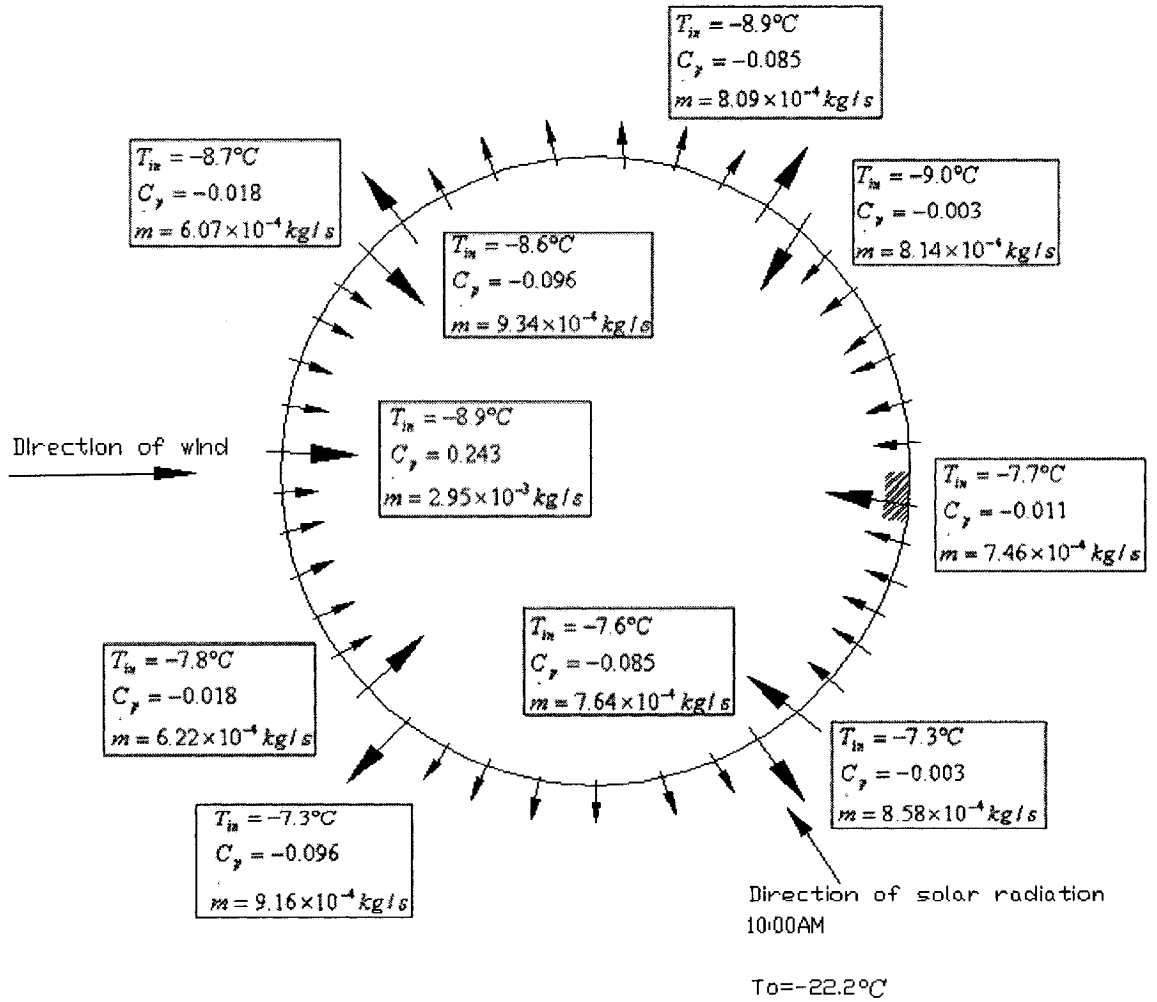 T_in = -8.9°C
C_p = -0.085
ṁ = 8.09×10⁻⁴ kg/s
T_in = -8.7°C
C_p = -0.018
ṁ = 6.07×10⁻⁴ kg/s
T_in = -9.0°C
C_p = -0.003
ṁ = 8.14×10⁻⁴ kg/s
T_in = -8.6°C
C_p = -0.096
ṁ = 9.34×10⁻⁴ kg/s
T_in = -8.9°C
C_p = 0.243
ṁ = 2.95×10⁻³ kg/s
Direction of wind
T_in = -7.7°C
C_p = -0.011
ṁ = 7.46×10⁻⁴ kg/s
T_in = -7.6°C
C_p = -0.085
ṁ = 7.64×10⁻⁴ kg/s
T_in = -7.8°C
C_p = -0.018
ṁ = 6.22×10⁻⁴ kg/s
T_in = -7.3°C
C_p = -0.003
ṁ = 8.58×10⁻⁴ kg/s
T_in = -7.3°C
C_p = -0.096
ṁ = 9.16×10⁻⁴ kg/s
Direction of solar radiation
10:00AM
To=-22.2°C